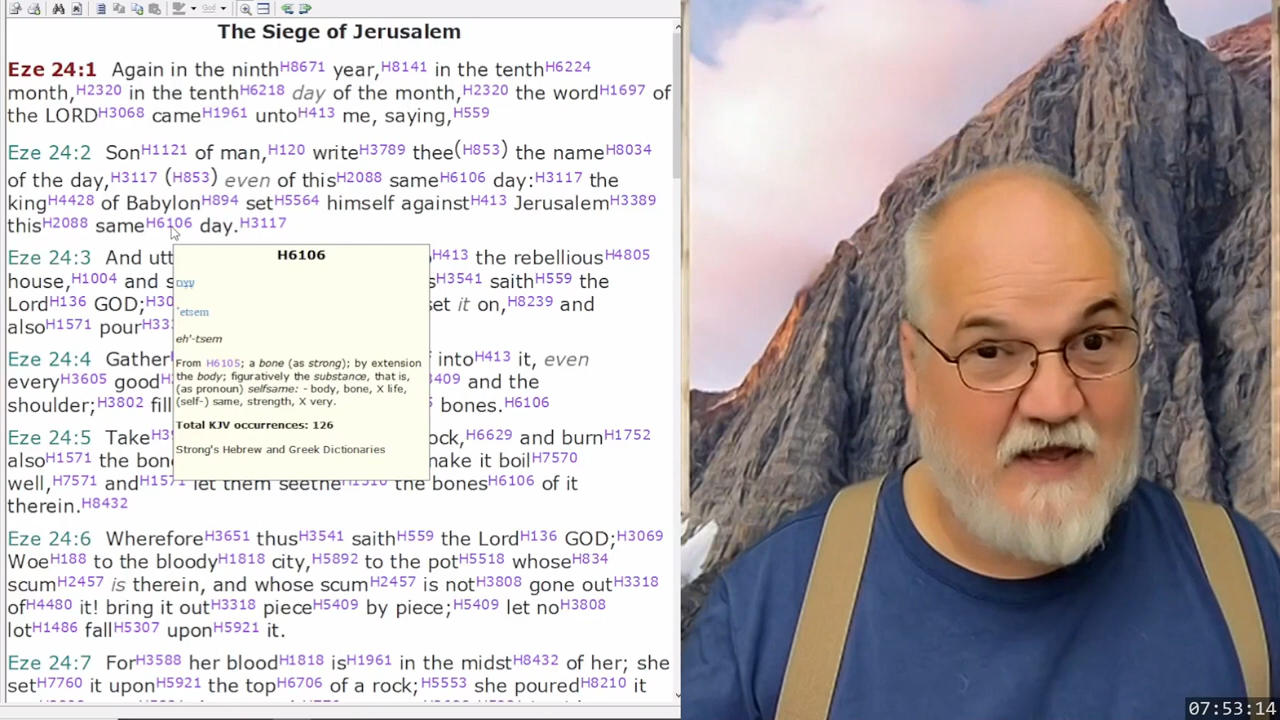 The Siege of Jerusalem
Eze 24:1 Again in the ninthH8671 year,H8141 in the tenthH6224
month,H2320 in the tenthH6218 day of the month,H2320 the wordH1697 of
the LORDH3068 cameH1961 untoH413 me, saying,H559
Eze 24:2 SonH1121 of man,H120 writeH3789 thee(H853) the nameH8034
of the day,H3117 (H853) even of thisH2088 sameH6106 day:H3117 the
kingH4428 of BabylonH894 setH5564 himself againstH413 JerusalemH3389
thisH2088 sameH6106 day.H3117
Eze 24:3 And utt H413 the rebelliousH4805
house,H1004 and s H3541 saithH559 the
LordH136 GOD;H30 set it on,H8239 and
alsoH1571 pourH33
Eze 24:4 Gather intoH413 it, even
everyH3605 good H3409 and the
shoulder;H3802 fill bones.H6106
Eze 24:5 TakeH39 ock,H6629 and burnH1752
alsoH1571 the bon make it boilH7570
well,H7571 andH1571 let them seethe the bonesH6106 of it
therein.H8432
H6106
עצם
‛etsem
eh'-tsem
From H6105; a bone (as strong); by extension
the body; figuratively the substance, that is,
(as pronoun) selfsame: - body, bone, X life,
(self-) same, strength, X very.
Total KJV occurrences: 126
Strong's Hebrew and Greek Dictionaries
Eze 24:6 WhereforeH3651 thusH3541 saithH559 the LordH136 GOD;H3069
WoeH188 to the bloodyH1818 city,H5892 to the potH5518 whoseH834
scumH2457 is therein, and whose scumH2457 is notH3808 gone outH3318
ofH4480 it! bring it outH3318 pieceH5409 by piece;H5409 let noH3808
lotH1486 fallH5307 uponH5921 it.
Eze 24:7 ForH3588 her bloodH1818 isH1961 in the midstH8432 of her; she
setH7760 it uponH5921 the topH6706 of a rock;H5553 she pouredH8210 it
07:53:14